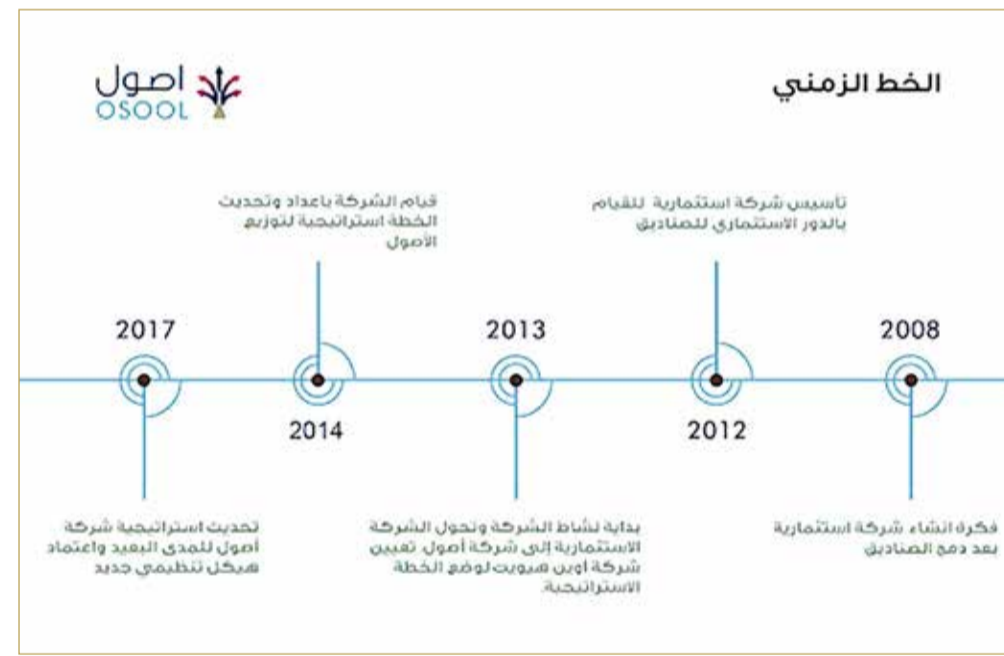 الخط الزمني
اصول
OSOOL
2008
فكرة انشاء شركة استثمارية
بعد دمج الصناديق
2012
تأسيس شركة استثمارية للقيام
بالدور الاستثماري للصناديق
2013
بداية نشاط الشركة وتحول الشركة
الاستثمارية إلى شركة أصول، تعيين
شركة أوين هيويت لوضع الخطة
الاستراتيجية.
2014
قيام الشركة باعداد وتحديث
الخطة استراتيجية لتوزيع
الأصول
2017
تحديث استراتيجية شركة
أصول للمدى البعيد واعتماد
هيكل تنظيمي جديد